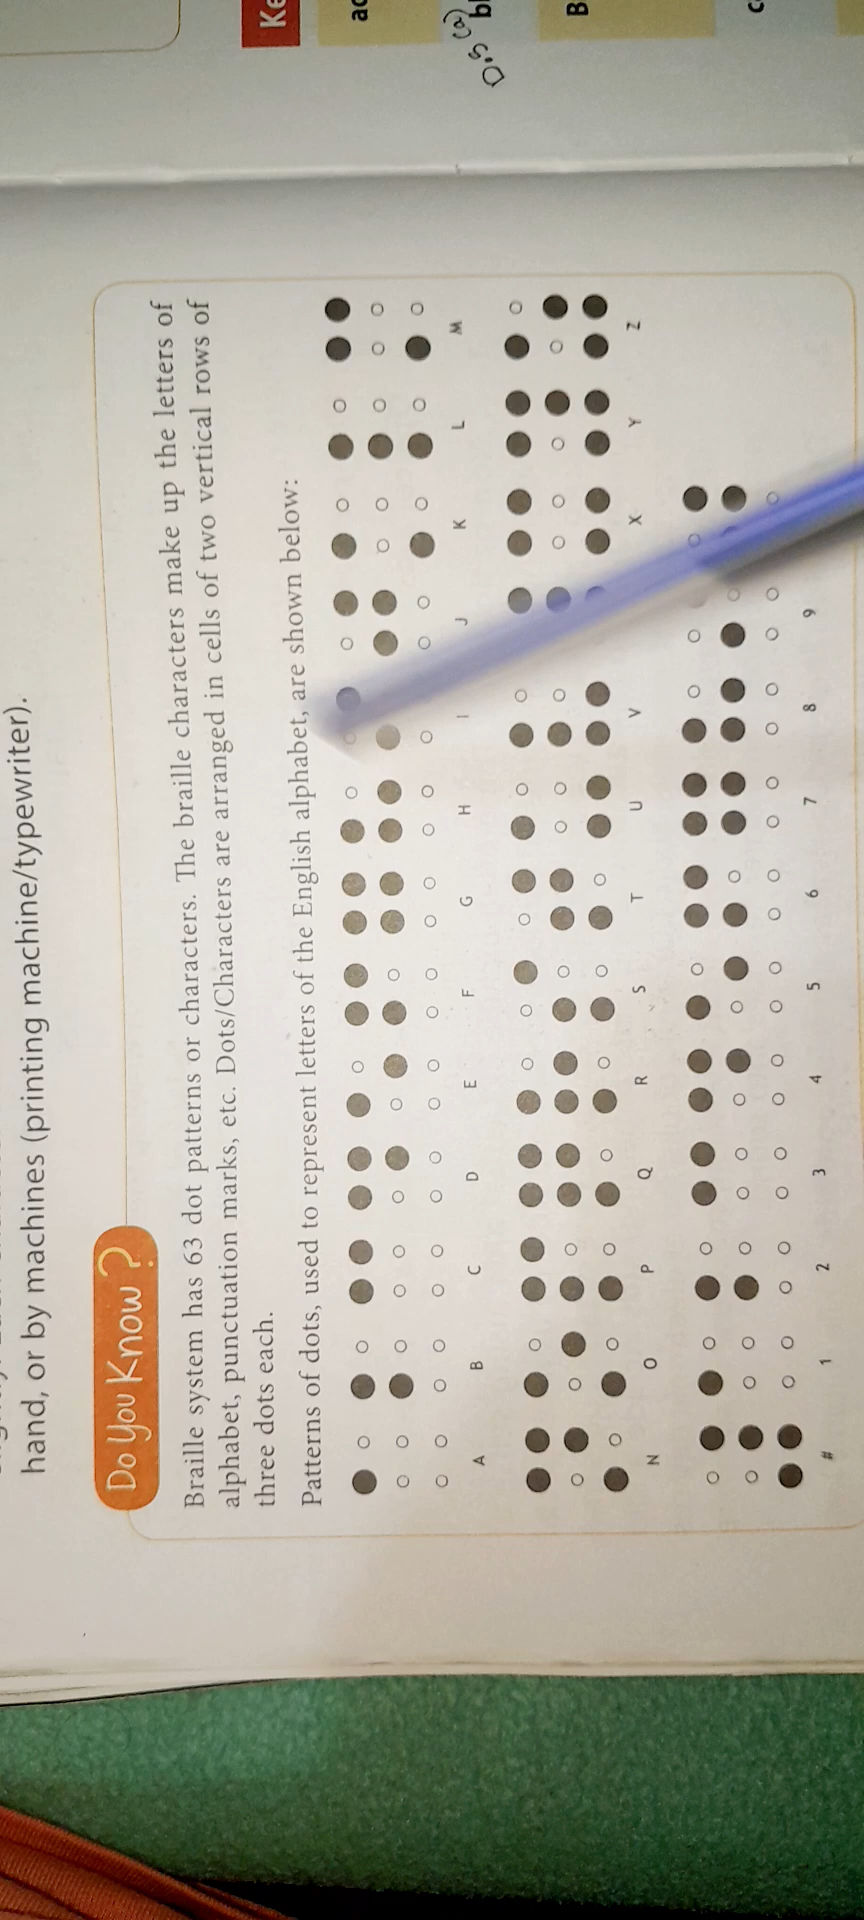 hand, or by machines (printing machine/typewriter).
Do You Know ?
Braille system has 63 dot patterns or characters. The braille characters make up the letters of
alphabet, punctuation marks, etc. Dots/Characters are arranged in cells of two vertical rows of
three dots each.
Patterns of dots, used to represent letters of the English alphabet, are shown below:
A B C D E F G H I J K L M
N O P Q R S T U V X Y Z
# 1 2 3 4 5 6 7 8 9